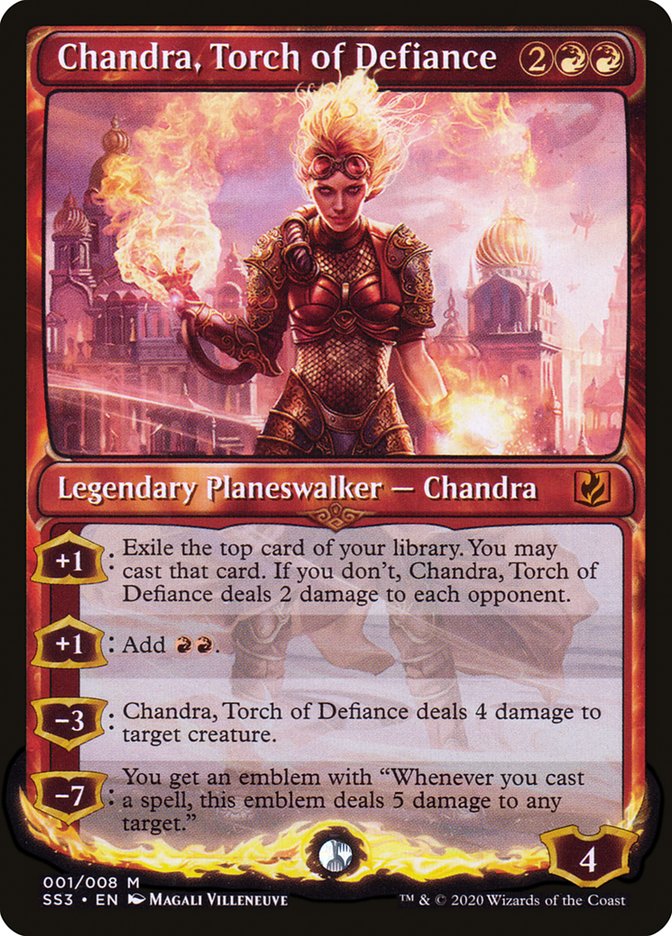 Chandra, Torch of Defiance 2
Legendary Planeswalker — Chandra
+1: Exile the top card of your library. You may
cast that card. If you don't, Chandra, Torch of
Defiance deals 2 damage to each opponent.
+1: Add .
−3: Chandra, Torch of Defiance deals 4 damage to
target creature.
−7: You get an emblem with “Whenever you cast
a spell, this emblem deals 5 damage to any
target.”
4
001/008 M
SS3 • EN MAGALI VILLENEUVE
™ & © 2020 Wizards of the Coast